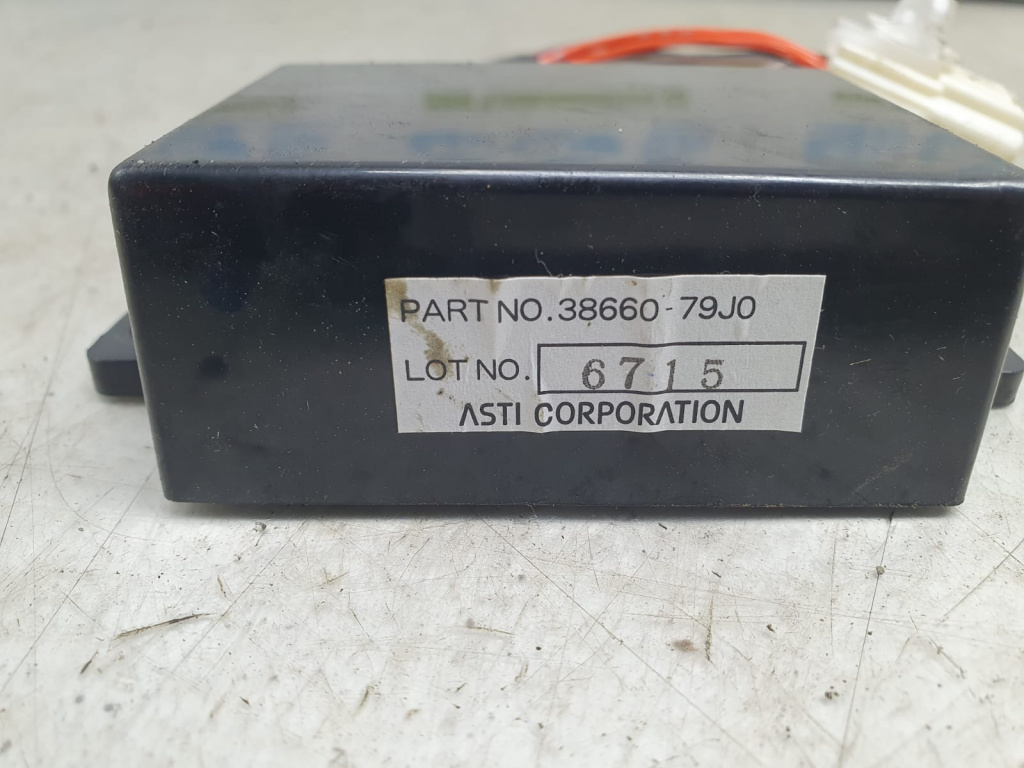 PART NO. 38660-79J0
LOT NO. 6715
ASTI CORPORATION